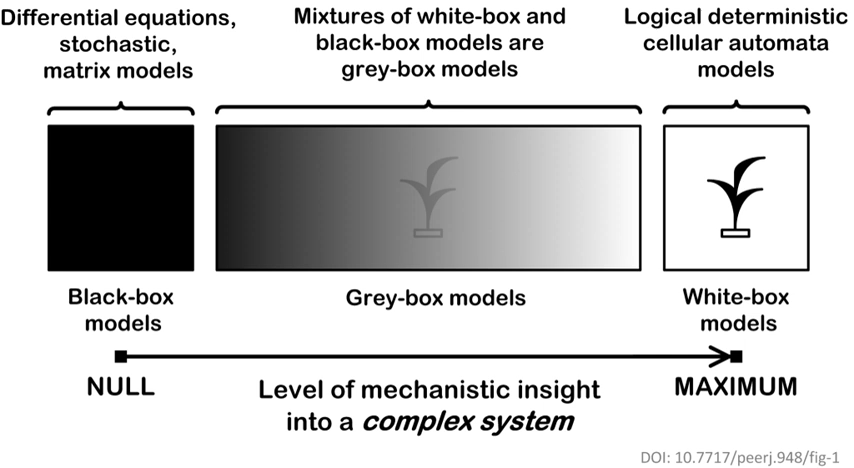 Differential equations,
stochastic,
matrix models
Mixtures of white-box and
black-box models are
grey-box models
Logical deterministic
cellular automata
models
Black-box
models
Grey-box models
White-box
models
NULL
Level of mechanistic insight
into a complex system
MAXIMUM
DOI: 10.7717/peerj.948/fig-1